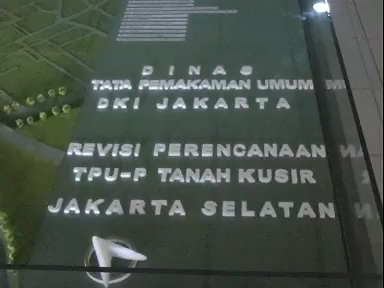 DINAS
TATA PEMAKAMAN UMUM
DKI JAKARTA
REVISI PERENCANAAN
TPU-P TANAH KUSIR
JAKARTA SELATAN